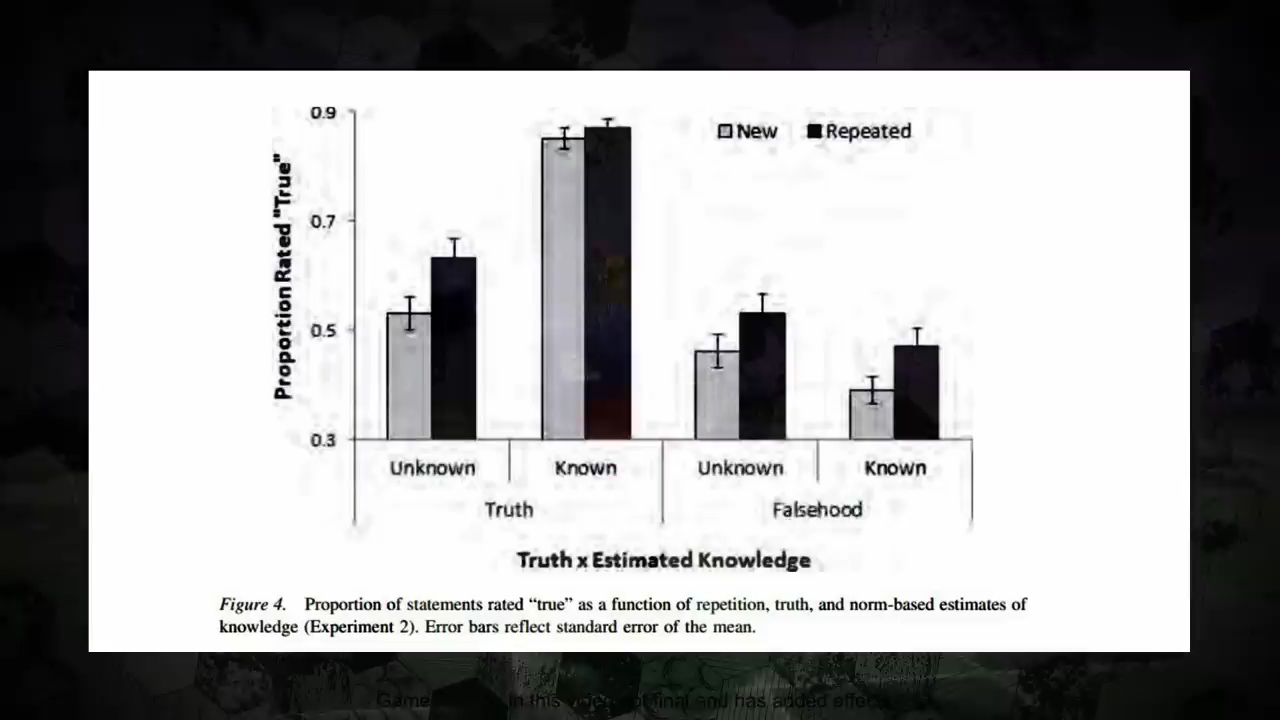 0.9
New Repeated
Proportion Rated "True"
0.7
0.5
0.3
Unknown Known Unknown Known
Truth Falsehood
Truth x Estimated Knowledge
Figure 4. Proportion of statements rated “true” as a function of repetition, truth, and norm-based estimates of
knowledge (Experiment 2). Error bars reflect standard error of the mean.
Game in this final and has added